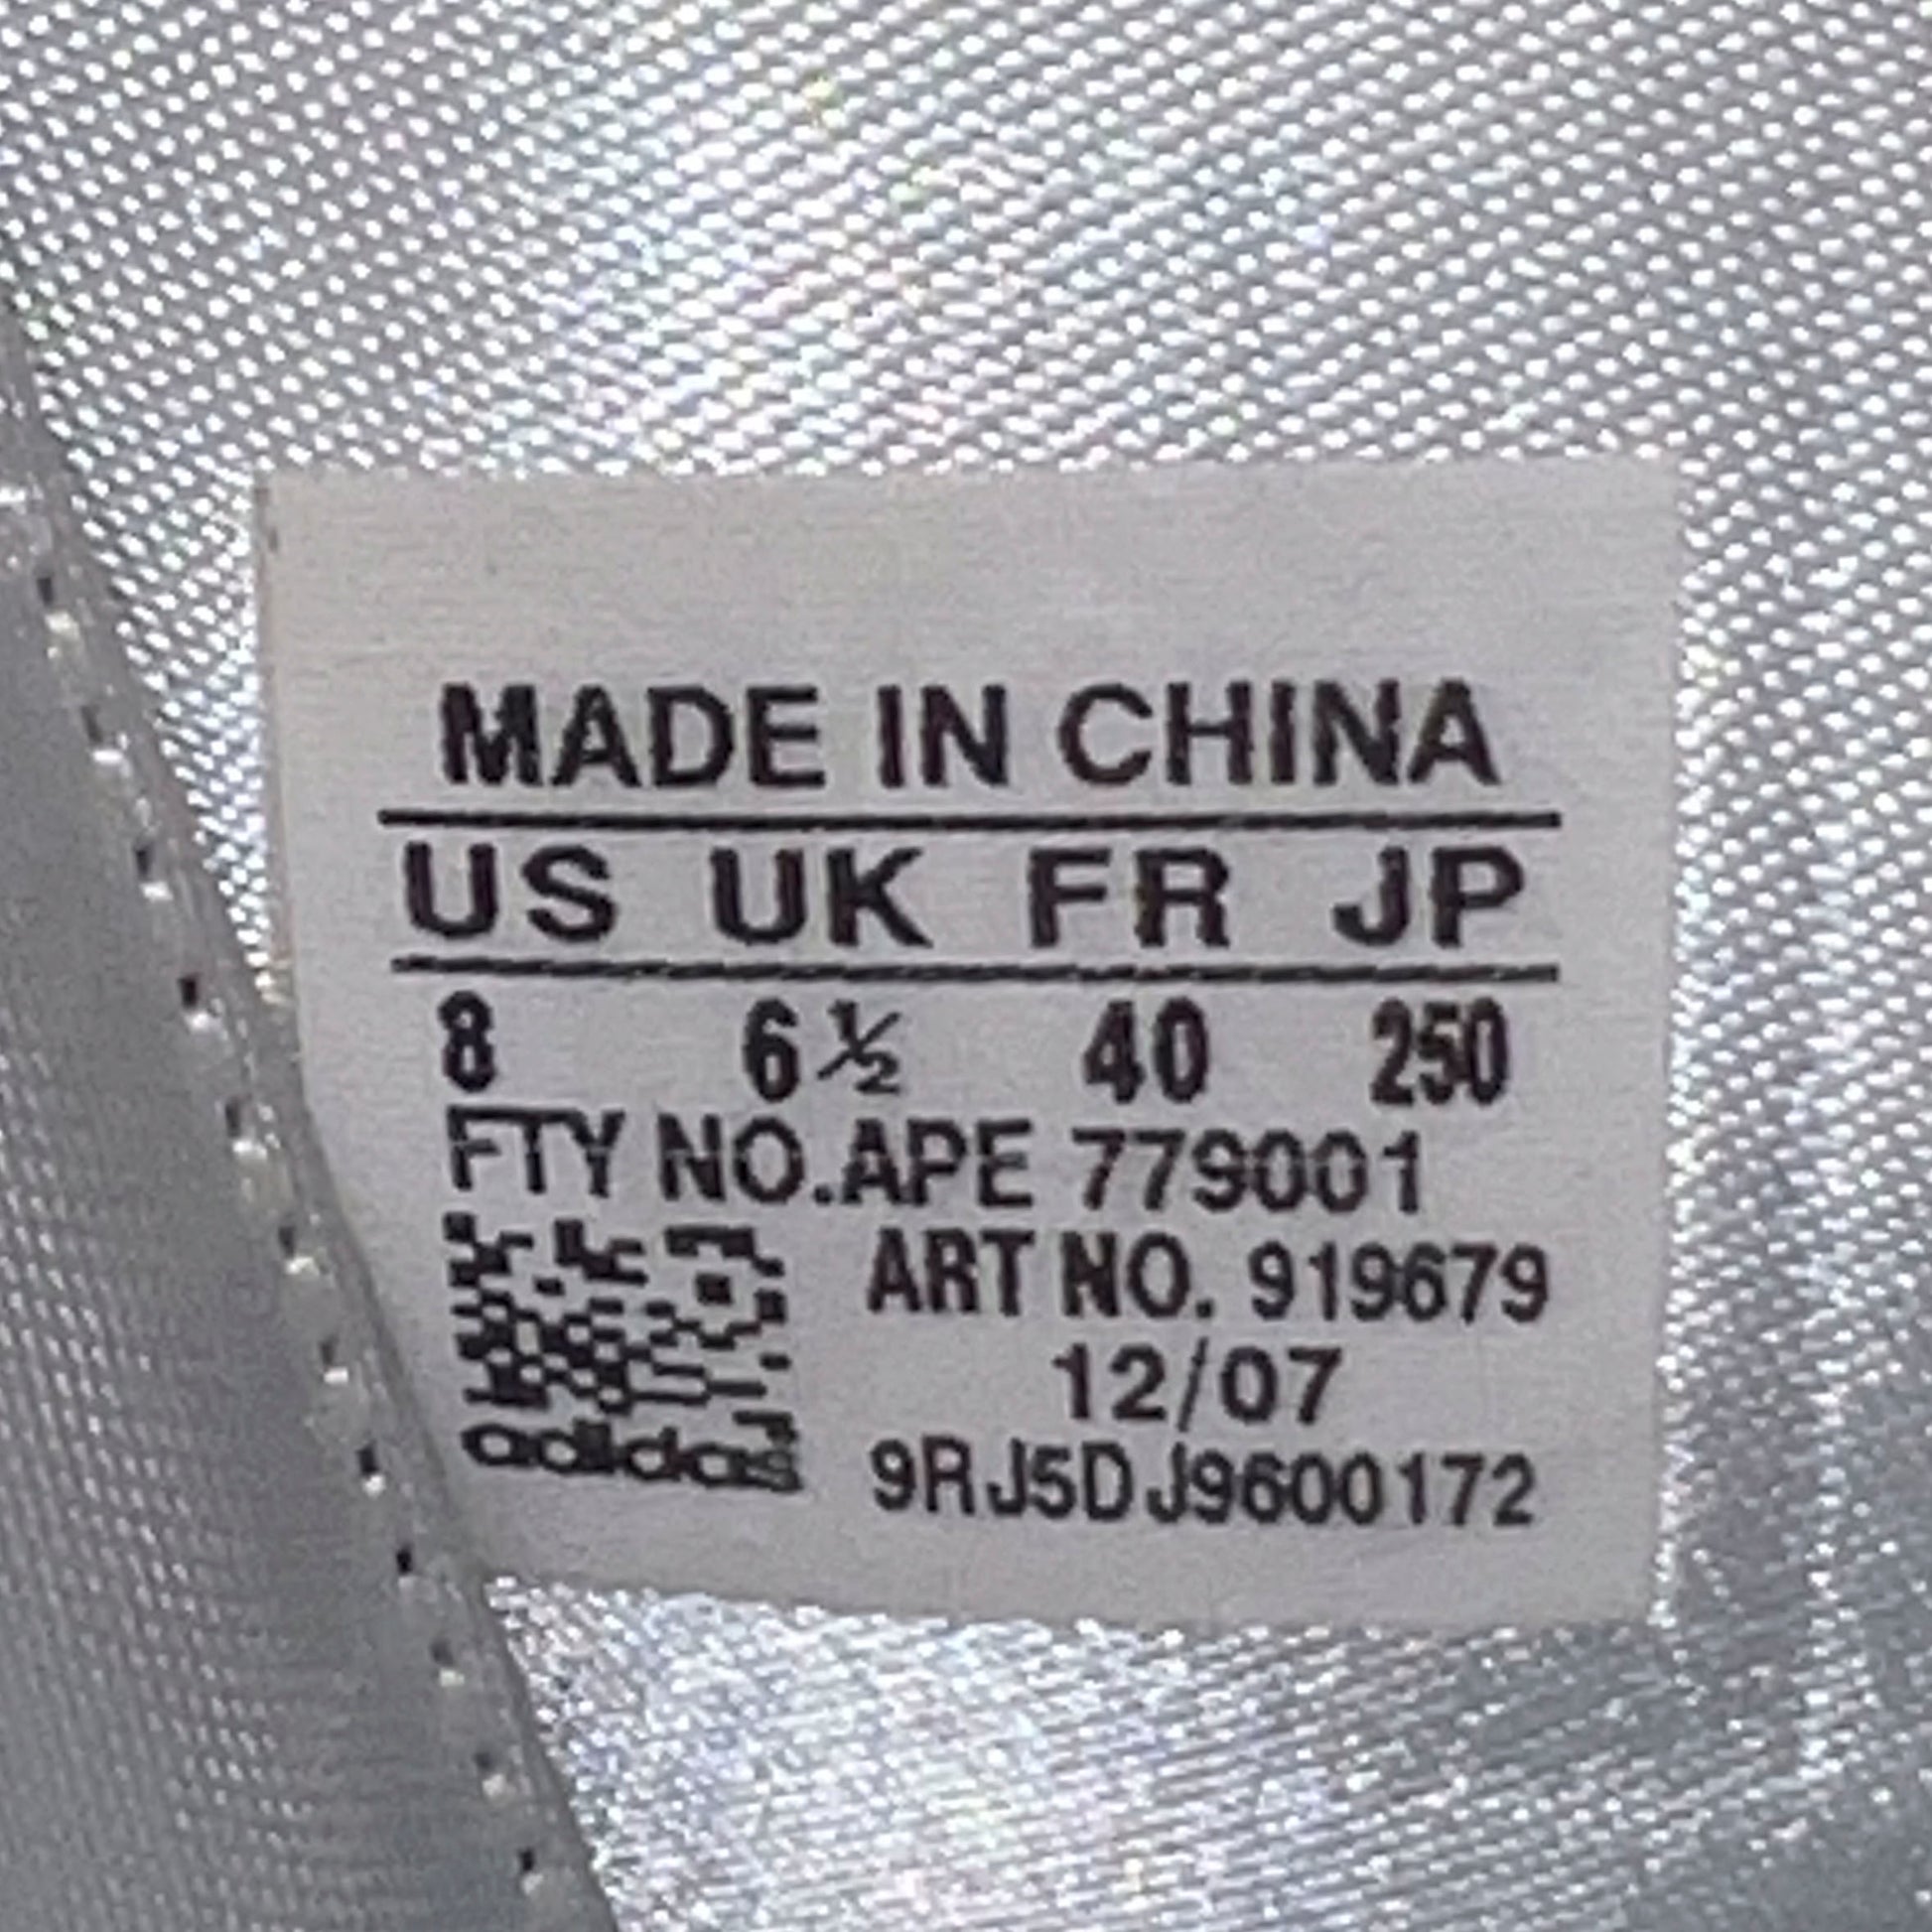 MADE IN CHINA
US UK FR JP
8 6½ 40 250
FTY NO.APE 779001
ART NO. 919679
12/07
adidas 9RJ5DJ9600172